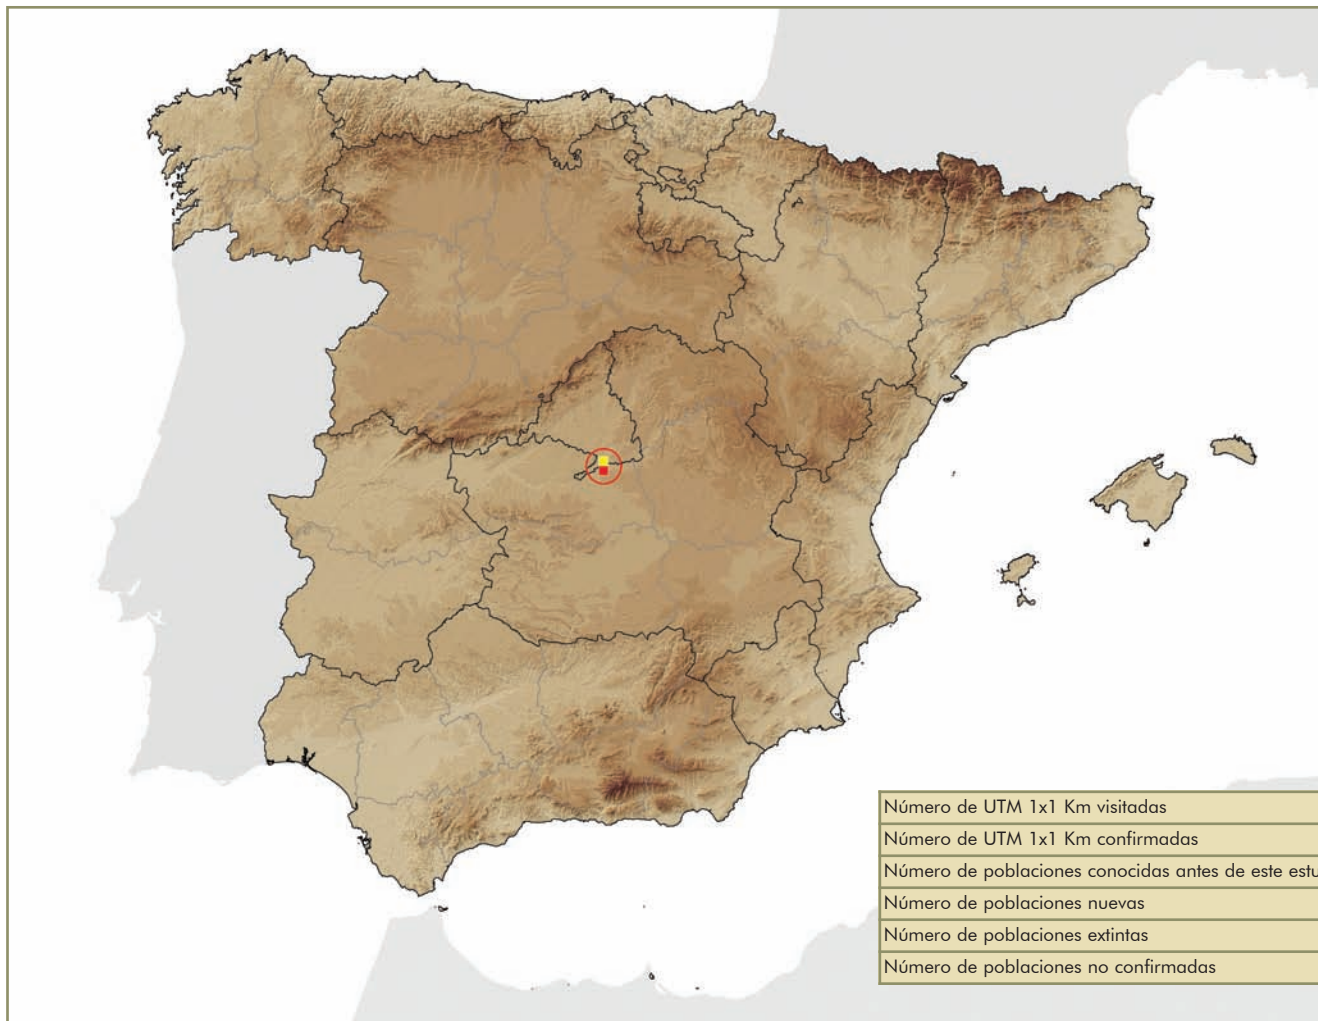 Número de UTM 1x1 Km visitadas
Número de UTM 1x1 Km confirmadas
Número de poblaciones conocidas antes de este estu
Número de poblaciones nuevas
Número de poblaciones extintas
Número de poblaciones no confirmadas